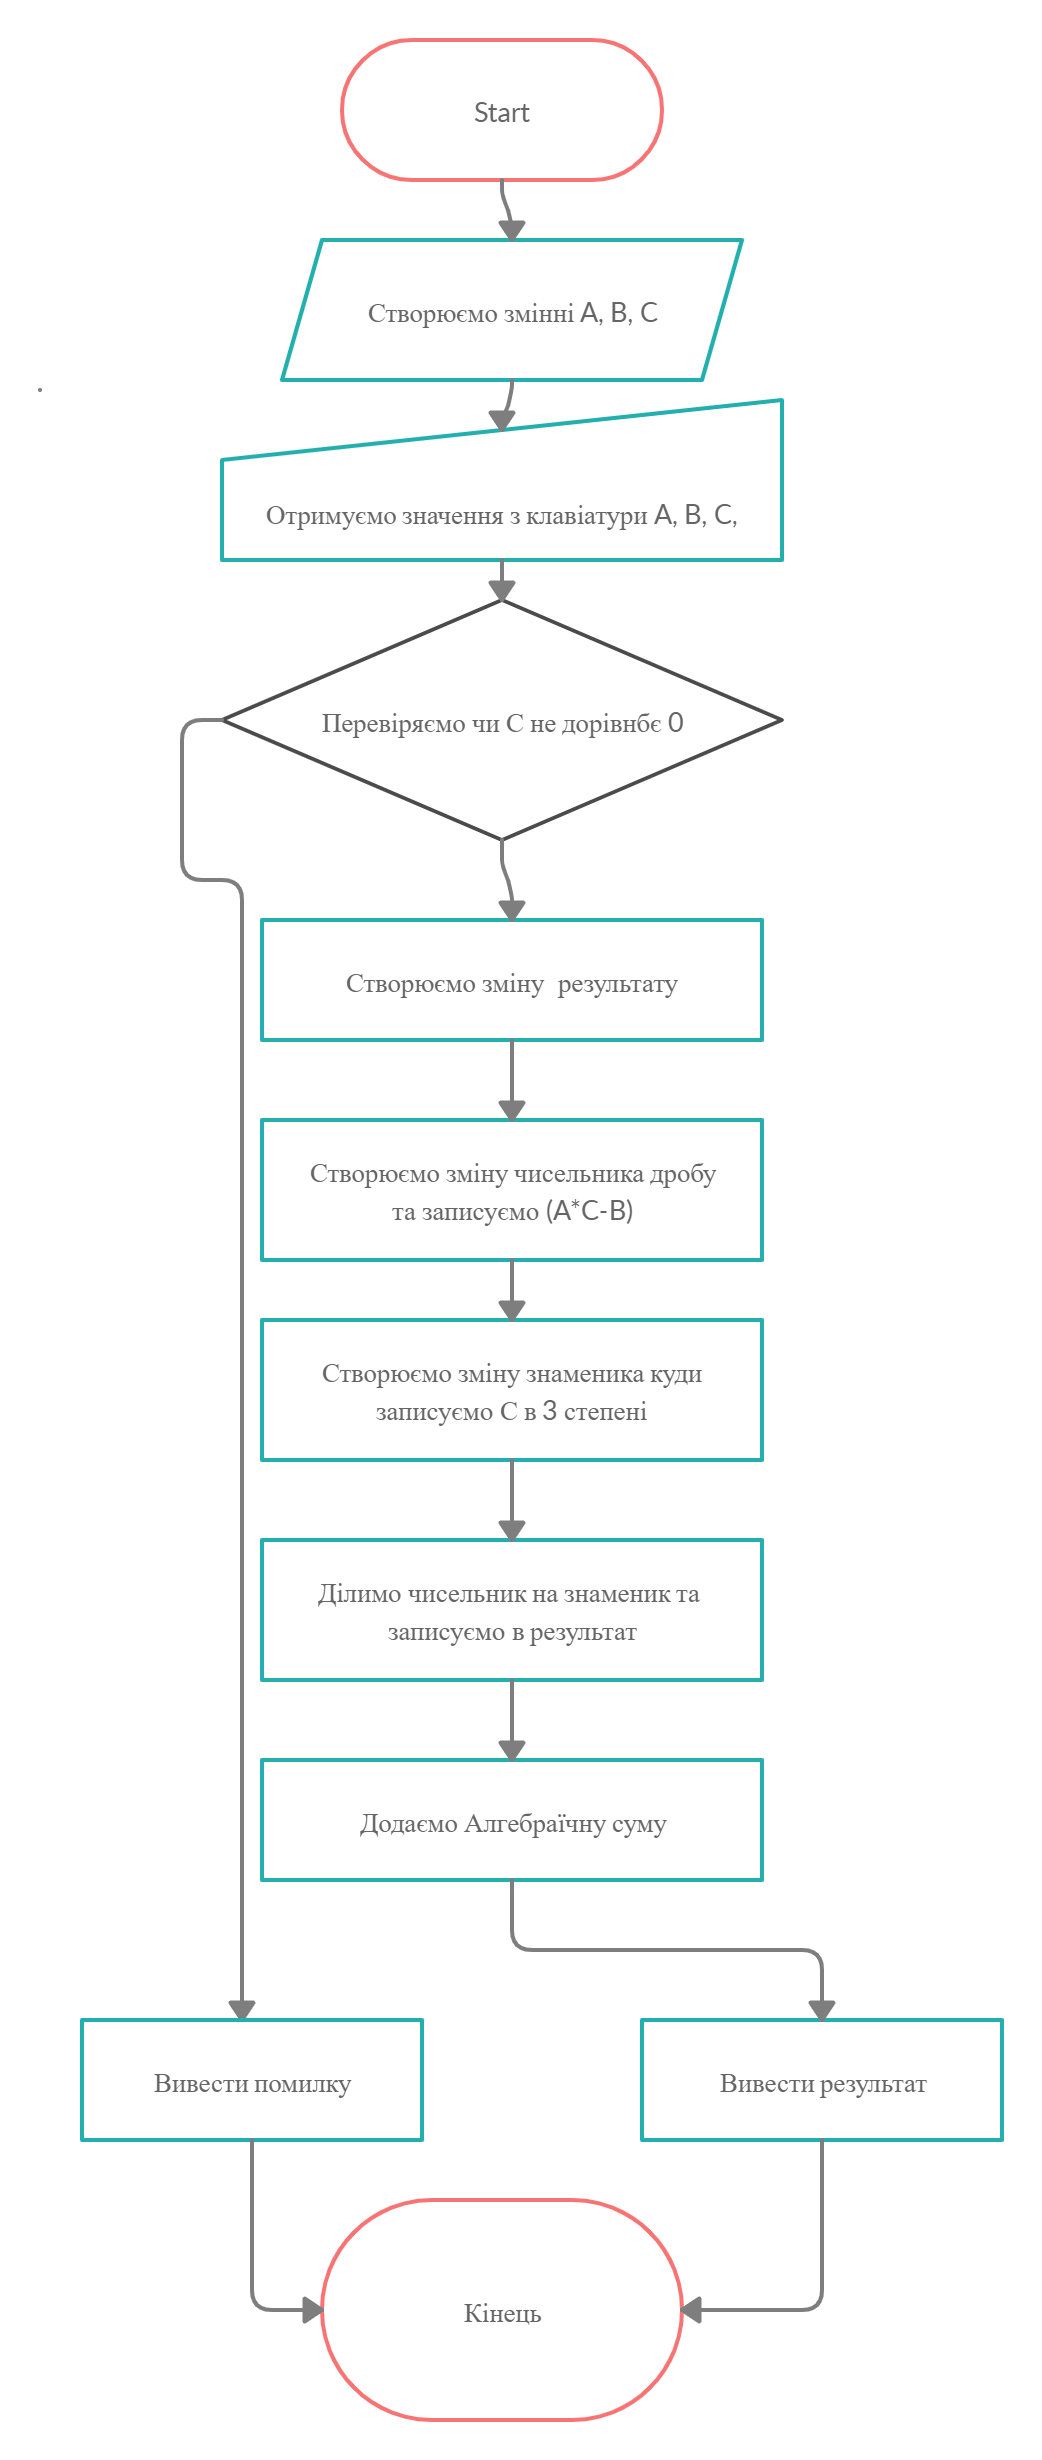 Start
Створюємо змінні A, B, C
.
Отримуємо значення з клавіатури A, B, C,
Перевіряємо чи С не дорівнбє 0
Створюємо зміну результату
Створюємо зміну чисельника дробу
та записуємо (A*C-B)
Створюємо зміну знаменика куди
записуємо С в 3 степені
Ділимо чисельник на знаменик та
записуємо в результат
Додаємо Алгебраїчну суму
Вивести помилку
Вивести результат
Кінець